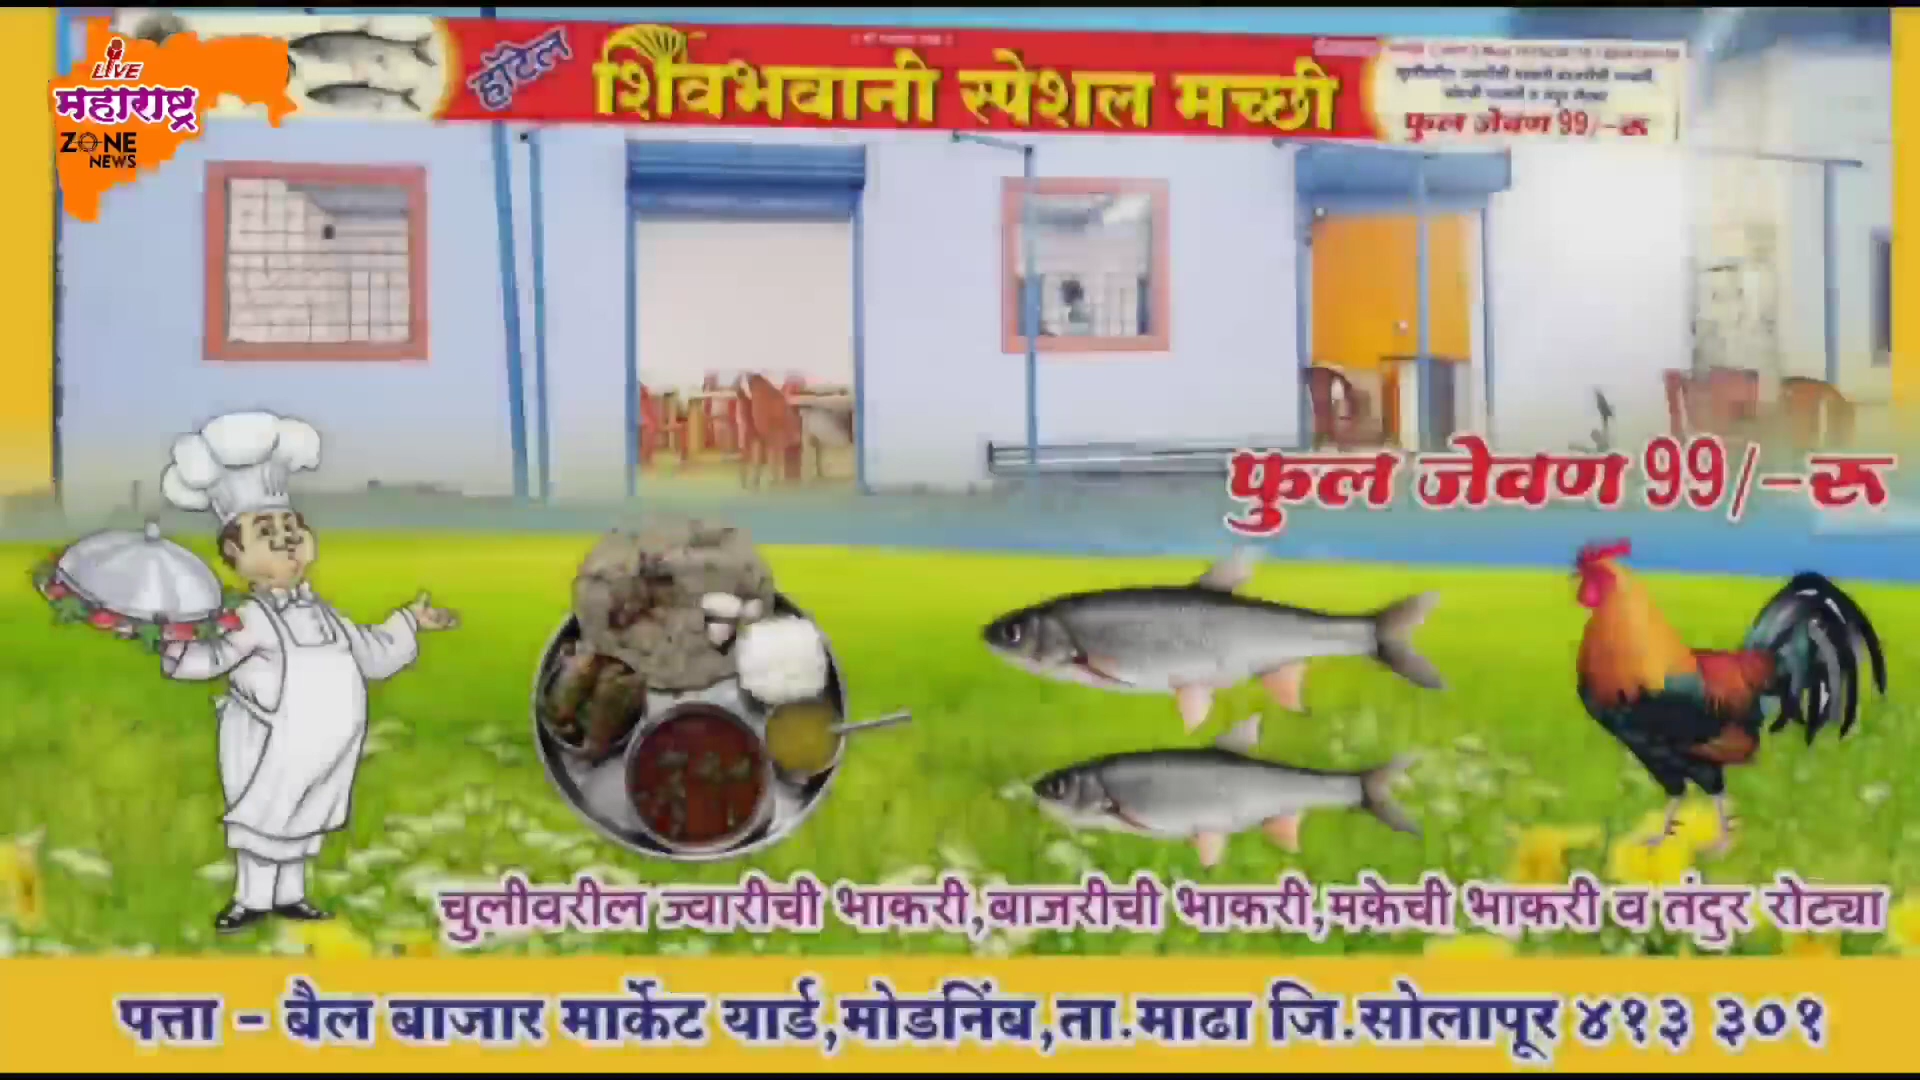 LIVE
महाराष्ट्र
ZONE
NEWS
हॉटेल
शिवभवानी स्पेशल मच्छी
फुल जेवण 99/-रू
फुल जेवण 99/-रू
चुलीवरील ज्वारीची भाकरी,बाजरीची भाकरी,मकेची भाकरी व तंदुर रोट्या
पत्ता - बैल बाजार मार्केट यार्ड,मोडनिंब,ता.माढा जि.सोलापूर ४१३ ३०१